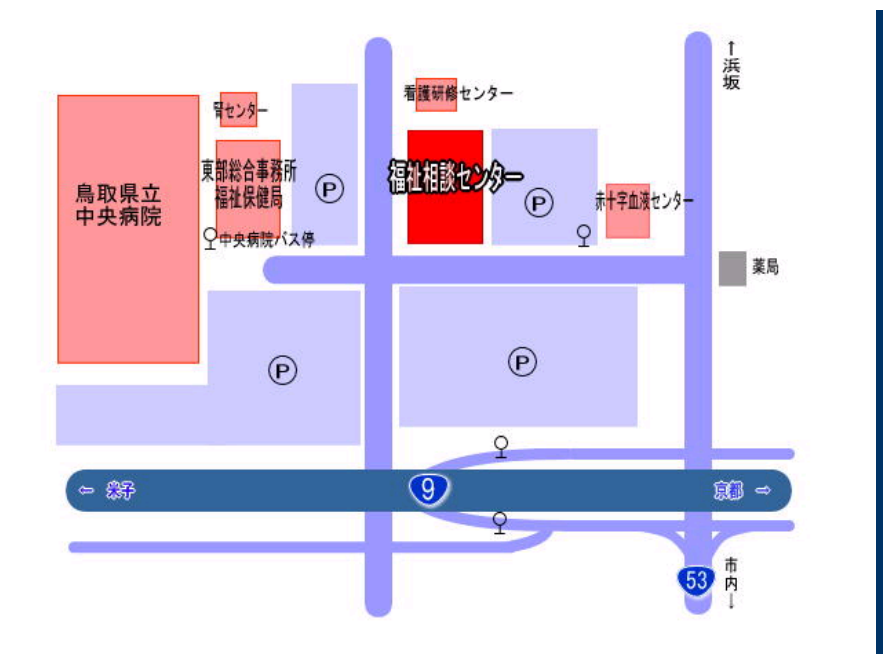 ↑
浜
坂
看護研修センター
腎センター
福祉相談センター
東部総合事務所
福祉保健局
鳥取県立
中央病院
P
P
赤十字血液センター
中央病院バス停
薬局
P
P
← 米子
9
京都 →
53
市
内
↓